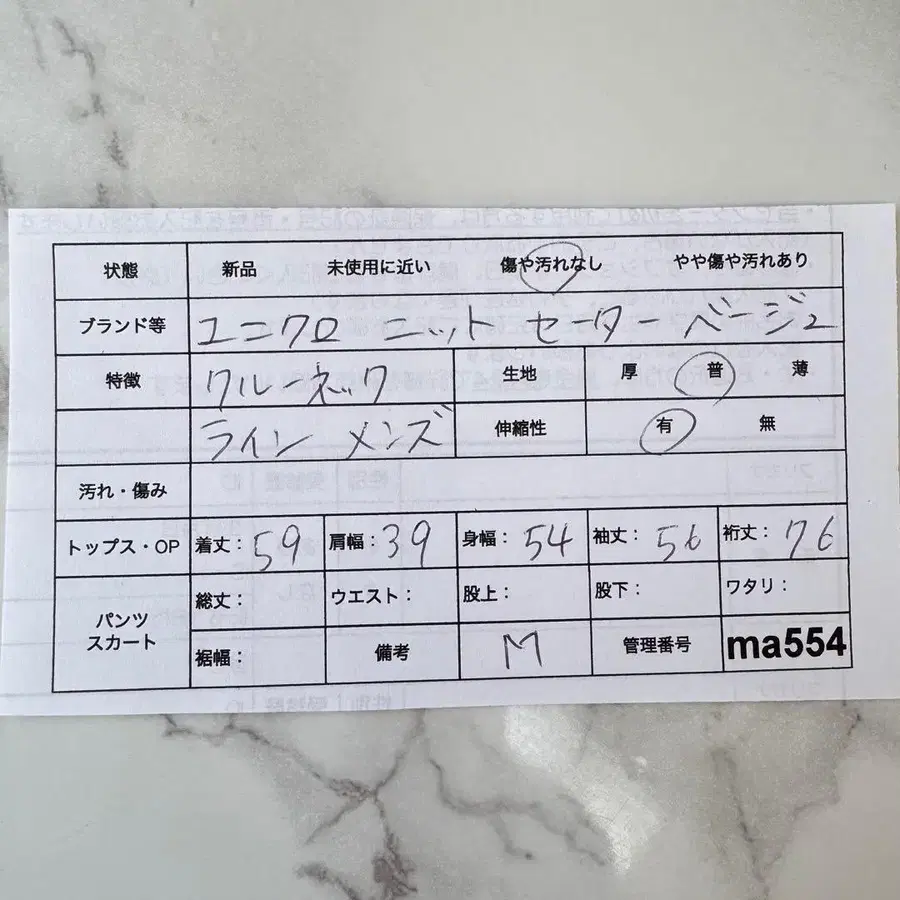 状態 新品 未使用に近い 傷や汚れなし やや傷や汚れあり
ブランド等 ユニクロ ニット セーター ベージュ
特徴 クルーネック 生地 厚 普 薄
ライン メンズ 伸縮性 有 無
汚れ・傷み
トップス・OP 着丈:59 肩幅:39 身幅:54 袖丈:56 裄丈:76
パンツ スカート 総丈: ウエスト: 股上: 股下: ワタリ:
裾幅: 備考 M 管理番号 ma554